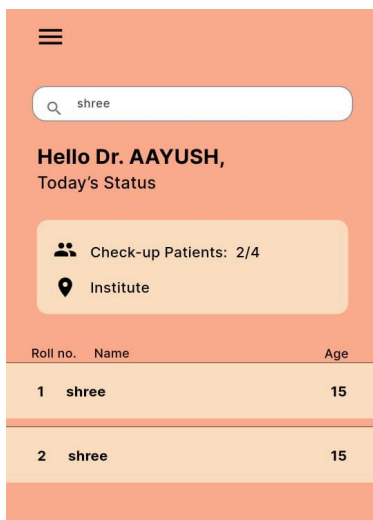 shree
Hello Dr. AAYUSH,
Today's Status
Check-up Patients: 2/4
Institute
Roll no. Name Age
1 shree 15
2 shree 15